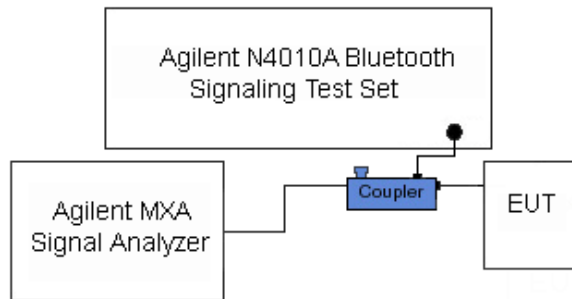 Agilent N4010A Bluetooth
Signaling Test Set
Agilent MXA
Signal Analyzer
Coupler
EUT